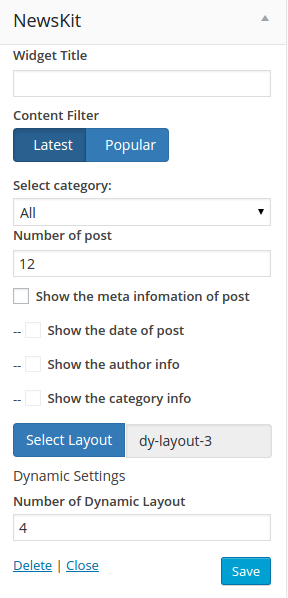 NewsKit
Widget Title
Content Filter
Latest Popular
Select category:
All
Number of post
12
Show the meta infomation of post
-- Show the date of post
-- Show the author info
-- Show the category info
Select Layout dy-layout-3
Dynamic Settings
Number of Dynamic Layout
4
Delete | Close Save